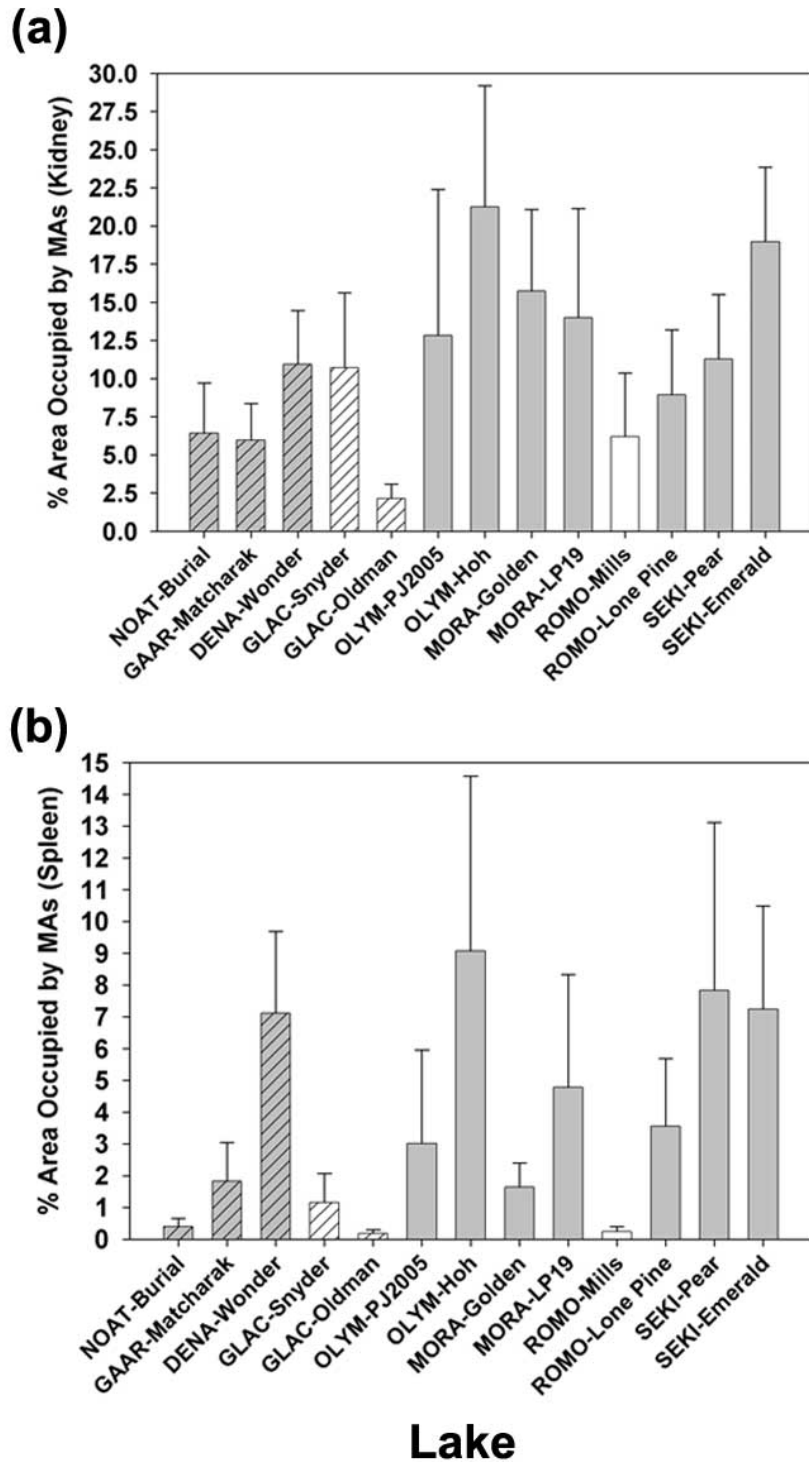 (a)
% Area Occupied by MAs (Kidney)
30.0
27.5
25.0
22.5
20.0
17.5
15.0
12.5
10.0
7.5
5.0
2.5
0.0
NOAT-Burial
GAAR-Matcharak
DENA-Wonder
GLAC-Snyder
GLAC-Oldman
OLYM-PJ2005
OLYM-Hoh
MORA-Golden
MORA-LP19
ROMO-Mills
ROMO-Lone Pine
SEKI-Pear
SEKI-Emerald
(b)
% Area Occupied by MAs (Spleen)
15
14
13
12
11
10
9
8
7
6
5
4
3
2
1
0
NOAT-Burial
GAAR-Matcharak
DENA-Wonder
GLAC-Snyder
GLAC-Oldman
OLYM-PJ2005
OLYM-Hoh
MORA-Golden
MORA-LP19
ROMO-Mills
ROMO-Lone Pine
SEKI-Pear
SEKI-Emerald
Lake